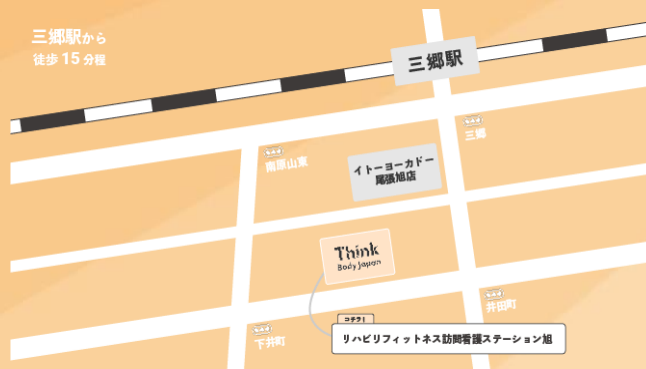 三郷駅から
徒歩 15 分程
三郷駅
三郷
南原山東
イトーヨーカドー
尾張旭店
Think
Body Japan
井田町
コチラ!
下井町
リハビリフィットネス訪問看護ステーション旭